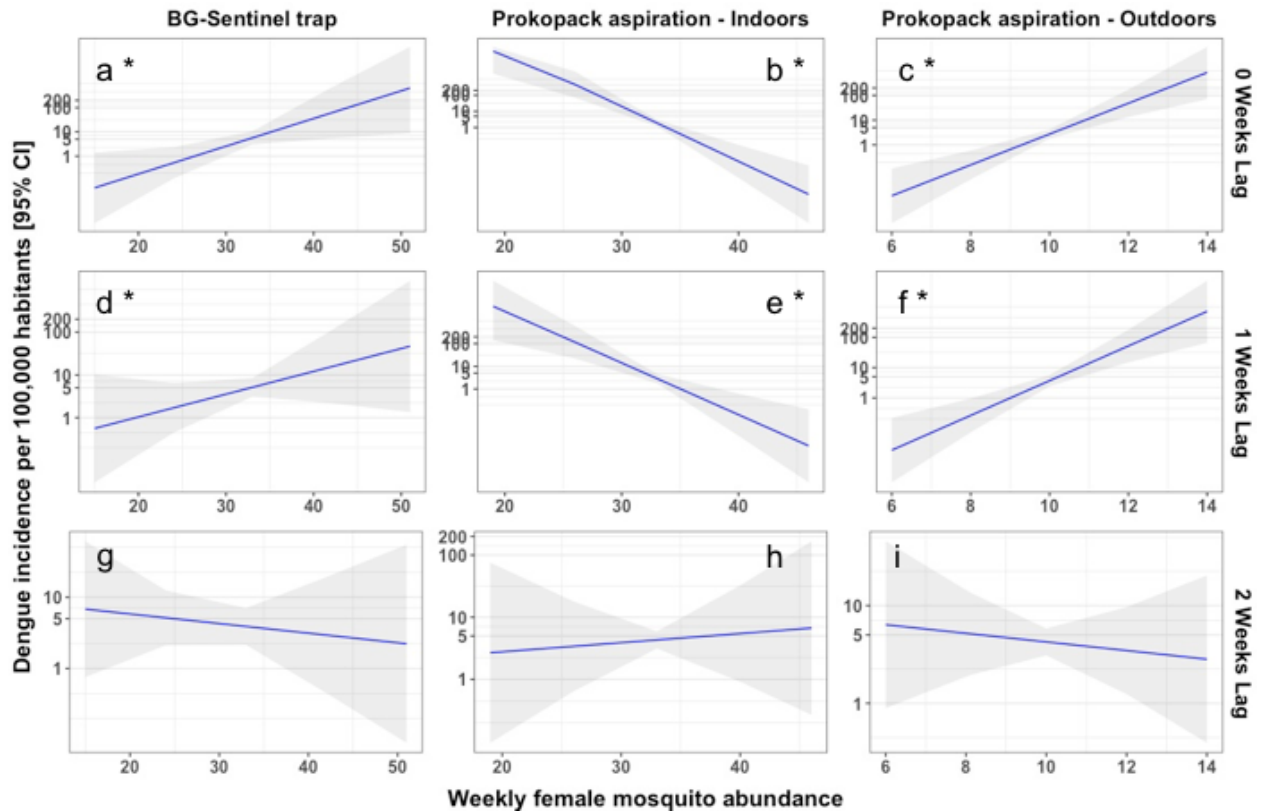 BG-Sentinel trap
Prokopack aspiration - Indoors
Prokopack aspiration - Outdoors
Dengue incidence per 100,000 habitants [95% CI]
a *
200
100
10
5
1
20 30 40 50
b *
200
100
10
5
1
20 30 40
c *
200
100
10
5
1
6 8 10 12 14
0 Weeks Lag
d *
200
100
10
5
1
20 30 40 50
e *
200
100
10
5
1
20 30 40
f *
200
100
10
5
1
6 8 10 12 14
1 Weeks Lag
g
10
5
1
20 30 40 50
h
200
100
10
5
1
20 30 40
i
10
5
1
6 8 10 12 14
2 Weeks Lag
Weekly female mosquito abundance